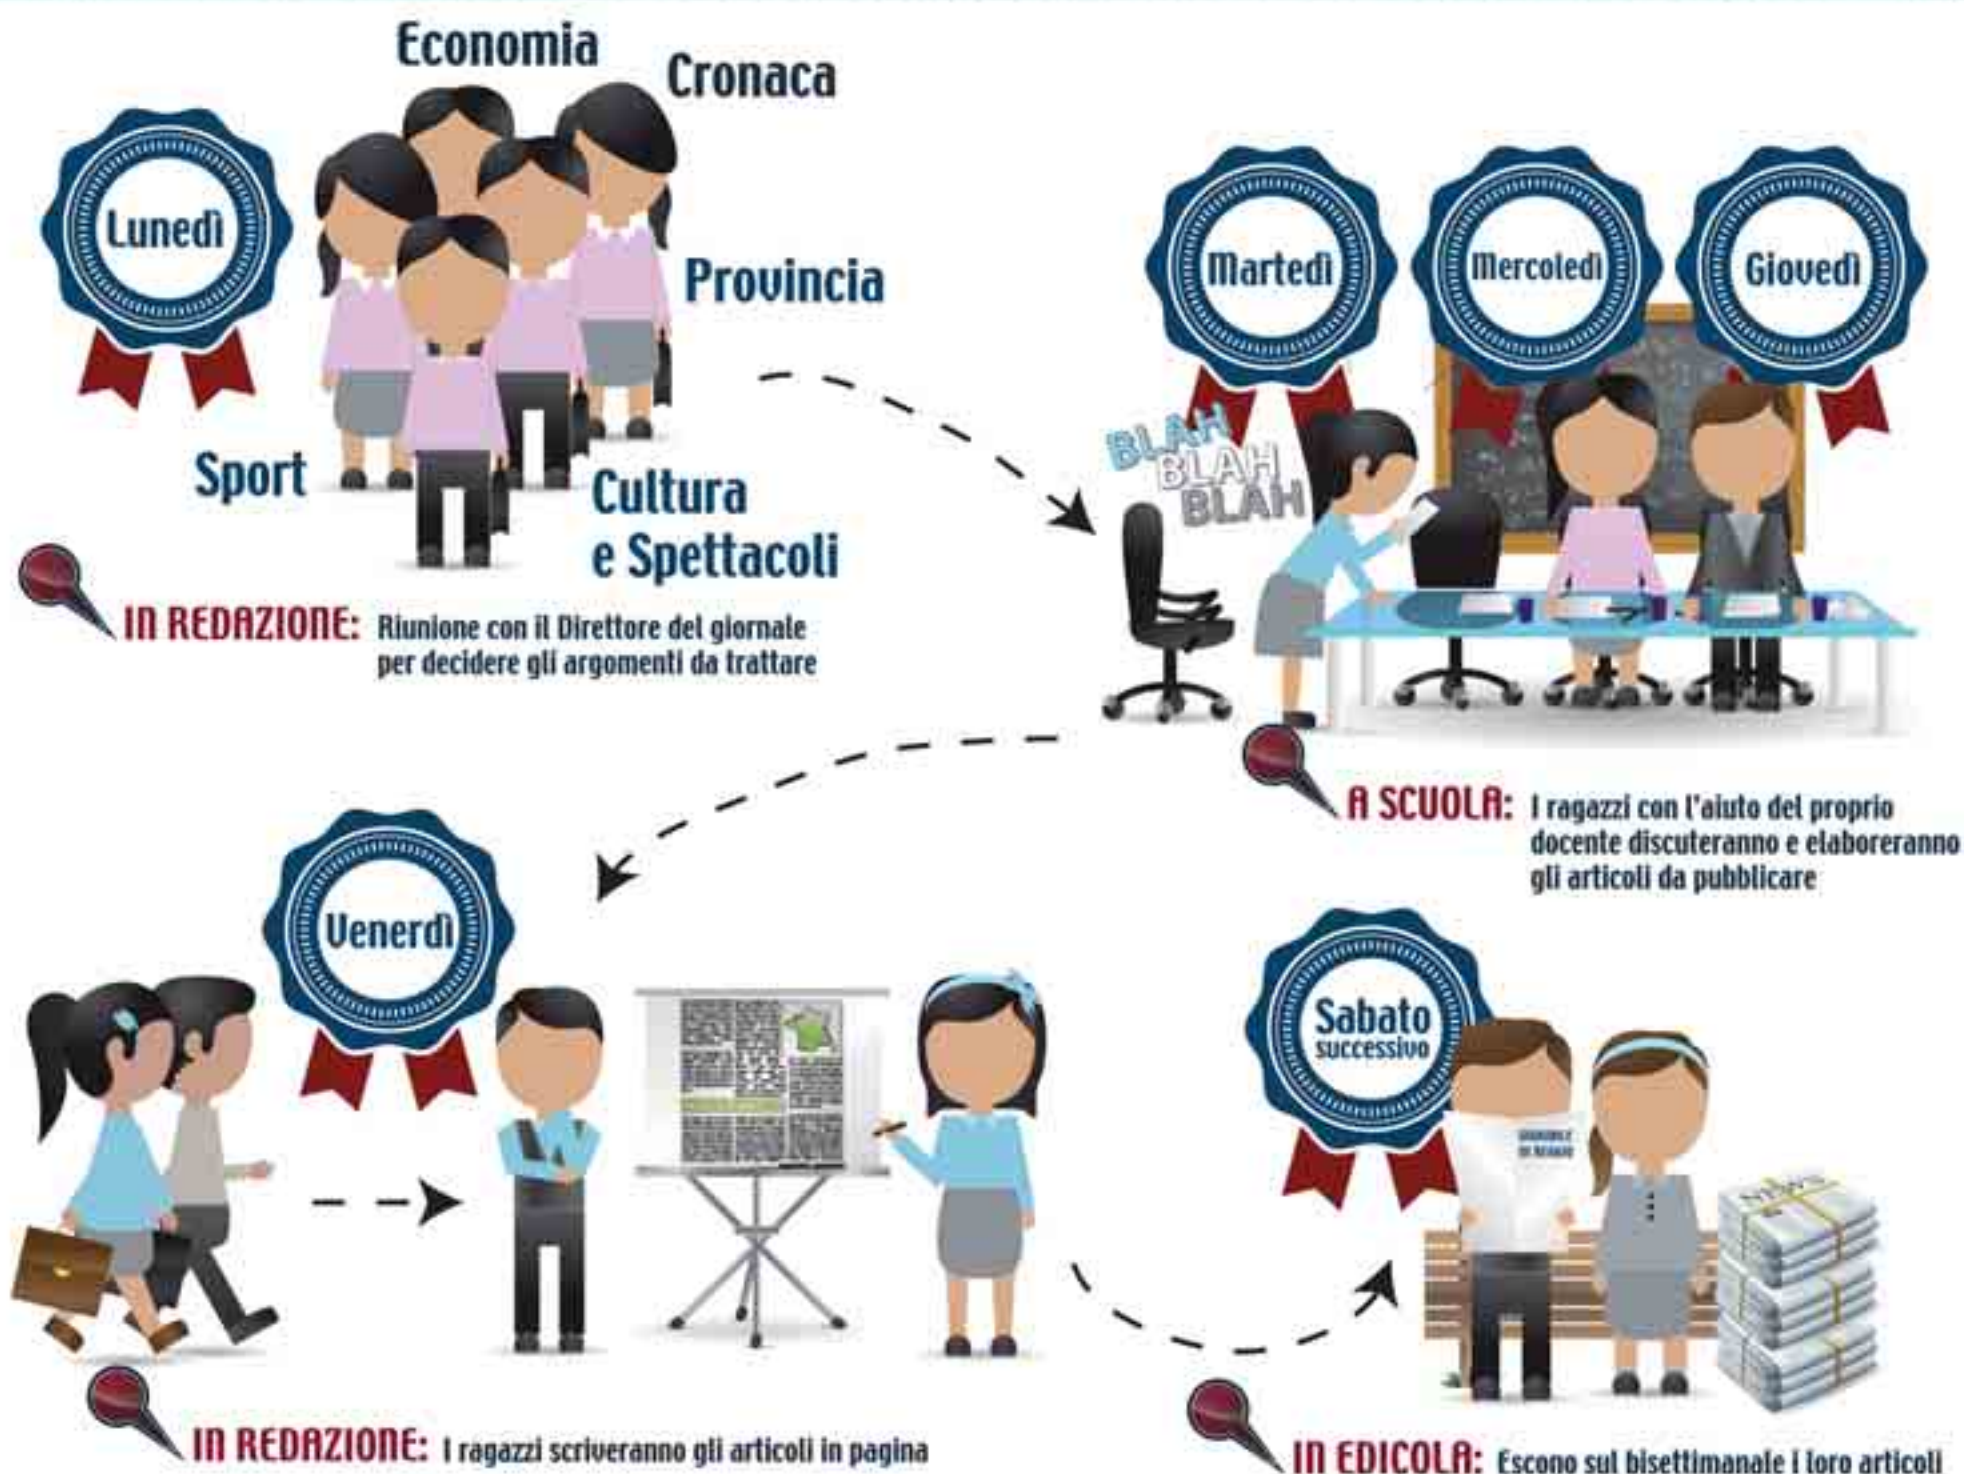 Economia
Cronaca
Lunedì
Provincia
Sport
Cultura
e Spettacoli
IN REDAZIONE: Riunione con il Direttore del giornale
per decidere gli argomenti da trattare
Martedì
Mercoledì
Giovedì
BLAH
BLAH
BLAH
A SCUOLA: I ragazzi con l'aiuto del proprio
docente discuteranno e elaboreranno
gli articoli da pubblicare
Venerdì
IN REDAZIONE: I ragazzi scriveranno gli articoli in pagina
Sabato
successivo
NEWS
IN EDICOLA: Escono sul bisettimanale i loro articoli